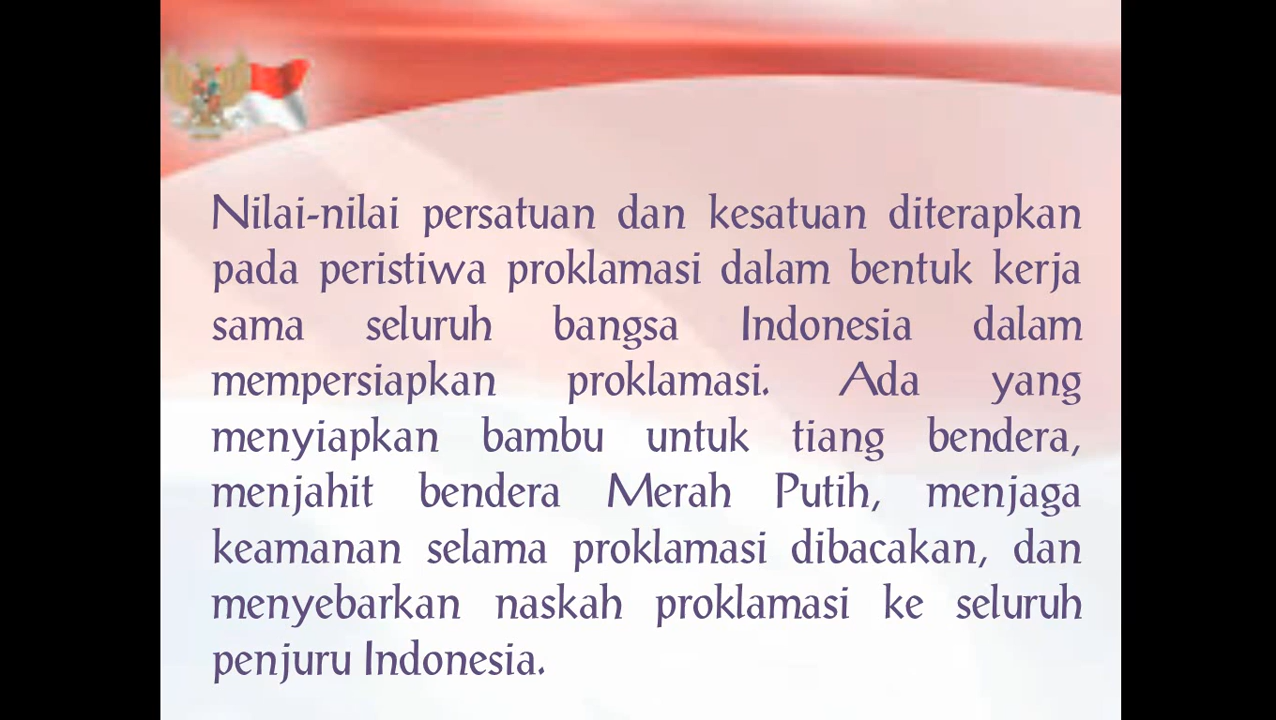 Nilai-nilai persatuan dan kesatuan diterapkan
pada peristiwa proklamasi dalam bentuk kerja
sama seluruh bangsa Indonesia dalam
mempersiapkan proklamasi. Ada yang
menyiapkan bambu untuk tiang bendera,
menjahit bendera Merah Putih, menjaga
keamanan selama proklamasi dibacakan, dan
menyebarkan naskah proklamasi ke seluruh
penjuru Indonesia.